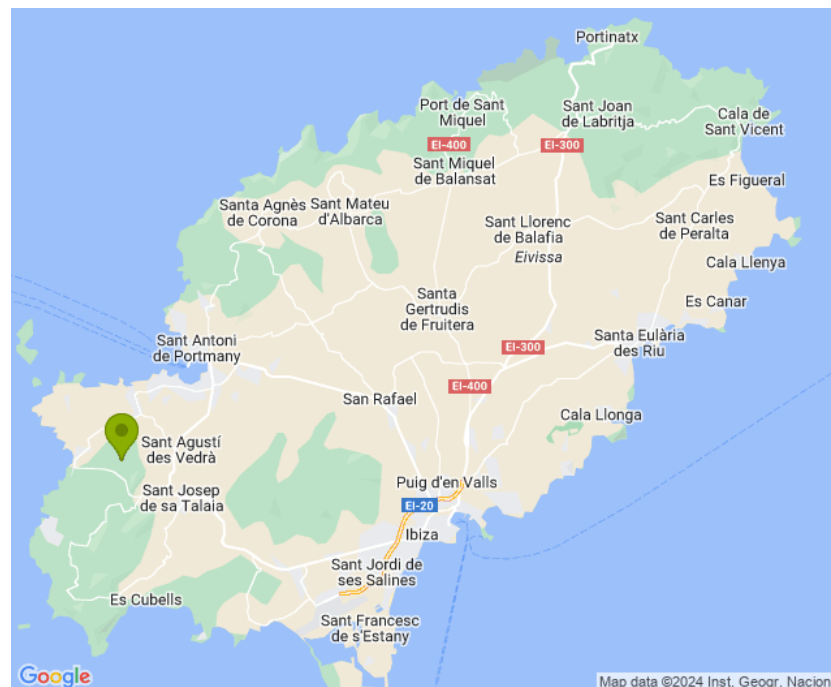 Portinatx
Port de Sant
Miquel
Sant Joan
de Labritja
Cala de
Sant Vicent
EI-400
EI-300
Sant Miquel
de Balansat
Es Figueral
Santa Agnès
de Corona
Sant Mateu
d'Albarca
Sant Llorenc
de Balafia
Sant Carles
de Peralta
Eivissa
Cala Llenya
Santa
Gertrudis
de Fruitera
Es Canar
Sant Antoni
de Portmany
Santa Eulària
des Riu
EI-300
EI-400
San Rafael
Cala Llonga
Sant Agustí
des Vedrà
Puig d'en Valls
Sant Josep
de sa Talaia
EI-20
Ibiza
Sant Jordi de
ses Salines
Es Cubells
Sant Francesc
de s'Estany
Google
Map data ©2024 Inst. Geogr. Nacion